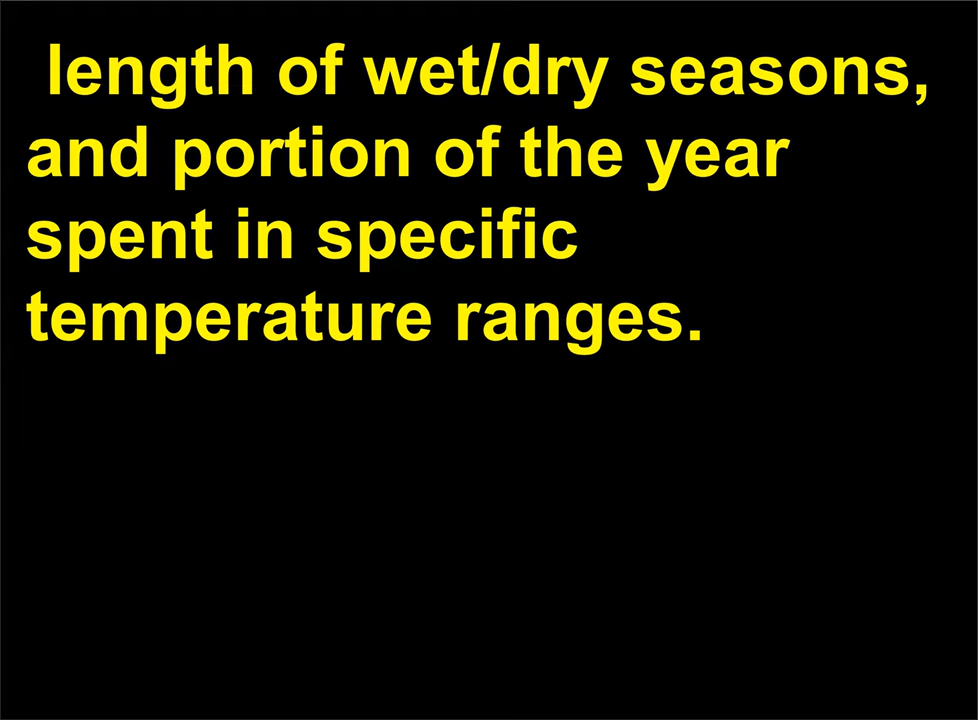 length of wet/dry seasons,
and portion of the year
spent in specific
temperature ranges.